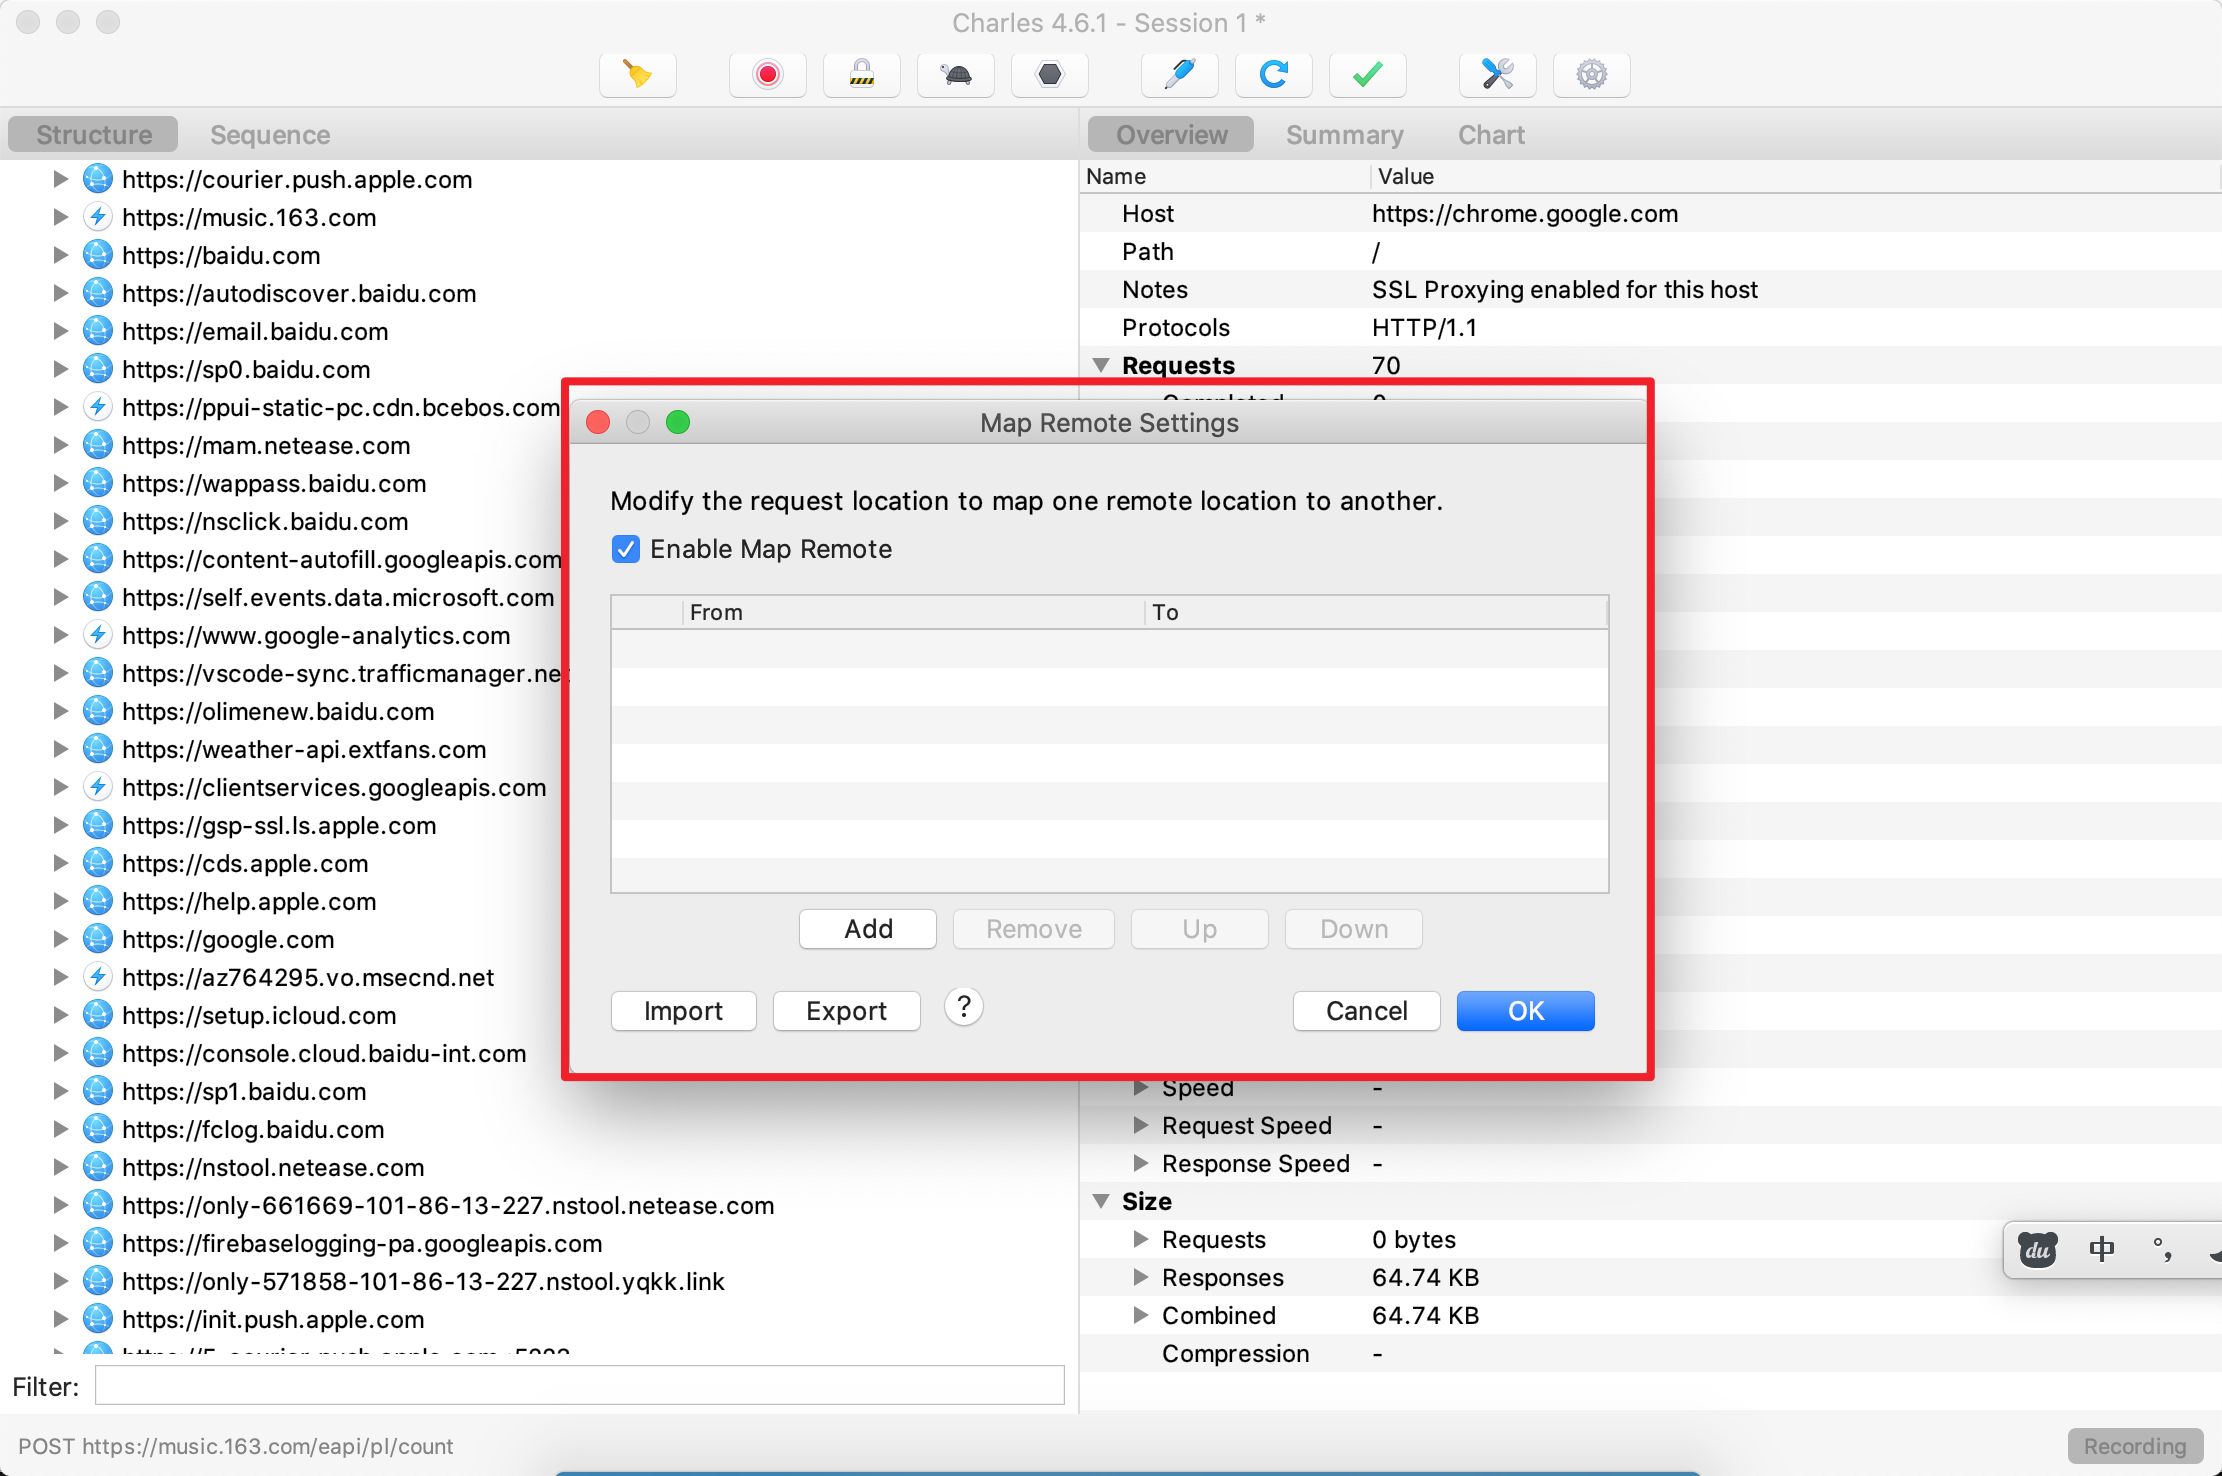 Charles 4.6.1 - Session 1 *
Structure
Sequence
Overview
Summary
Chart
https://courier.push.apple.com
https://music.163.com
https://baidu.com
https://autodiscover.baidu.com
https://email.baidu.com
https://sp0.baidu.com
https://ppui-static-pc.cdn.bcebos.com
https://mam.netease.com
https://wappass.baidu.com
https://nsclick.baidu.com
https://content-autofill.googleapis.com
https://self.events.data.microsoft.com
https://www.google-analytics.com
https://vscode-sync.trafficmanager.ne
https://olimenew.baidu.com
https://weather-api.extfans.com
https://clientservices.googleapis.com
https://gsp-ssl.ls.apple.com
https://cds.apple.com
https://help.apple.com
https://google.com
https://az764295.vo.msecnd.net
https://setup.icloud.com
https://console.cloud.baidu-int.com
https://sp1.baidu.com
https://fclog.baidu.com
https://nstool.netease.com
https://only-661669-101-86-13-227.nstool.netease.com
https://firebaselogging-pa.googleapis.com
https://only-571858-101-86-13-227.nstool.yqkk.link
https://init.push.apple.com
Filter:
POST https://music.163.com/eapi/pl/count
Name Value
Host https://chrome.google.com
Path /
Notes SSL Proxying enabled for this host
Protocols HTTP/1.1
Requests 70
Map Remote Settings
Modify the request location to map one remote location to another.
Enable Map Remote
From To
Add Remove Up Down
Import Export ? Cancel OK
Speed -
Request Speed -
Response Speed -
Size
Requests 0 bytes
Responses 64.74 KB
Combined 64.74 KB
Compression -
du 中 °,
Recording